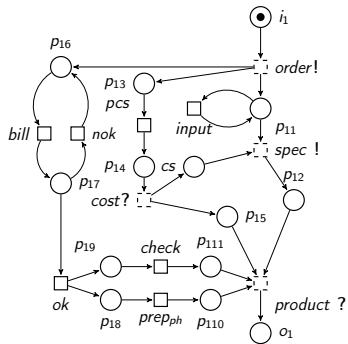 i1
p16
order !
p13
pcs
input
p11
bill
nok
spec !
p14
cs
p12
p17
cost ?
p15
p19
check
p111
ok
product ?
p18
prepph
p110
o1